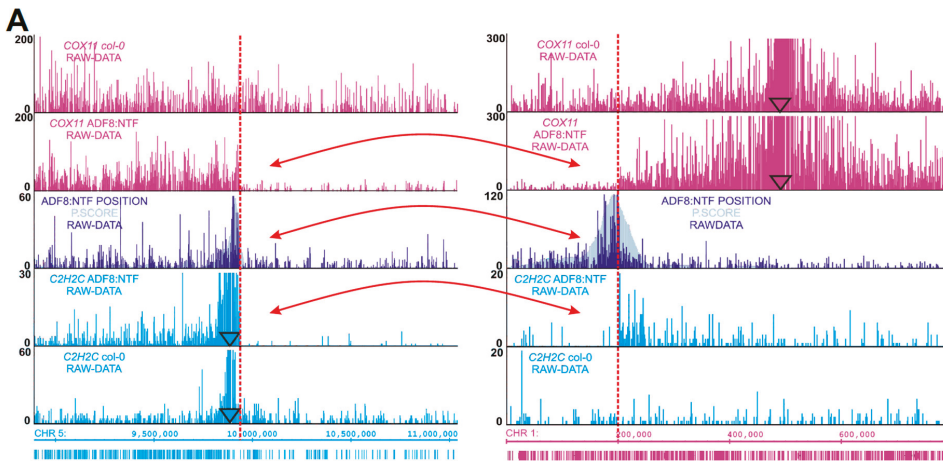 A
200
COX11 col-0
RAW-DATA
0
200
COX11 ADF8:NTF
RAW-DATA
0
60
ADF8:NTF POSITION
P.SCORE
RAW-DATA
0
30
C2H2C ADF8:NTF
RAW-DATA
0
60
C2H2C col-0
RAW-DATA
0
CHR 5: 9,500,000 10,000,000 10,500,000 11,000,000
300
COX11 col-0
RAW-DATA
0
300
COX11
ADF8:NTF
RAW-DATA
0
120
ADF8:NTF POSITION
P.SCORE
RAWDATA
0
20
C2H2C ADF8:NTF
RAW-DATA
0
20
C2H2C col-0
RAW-DATA
0
CHR 1: 200,000 400,000 600,000